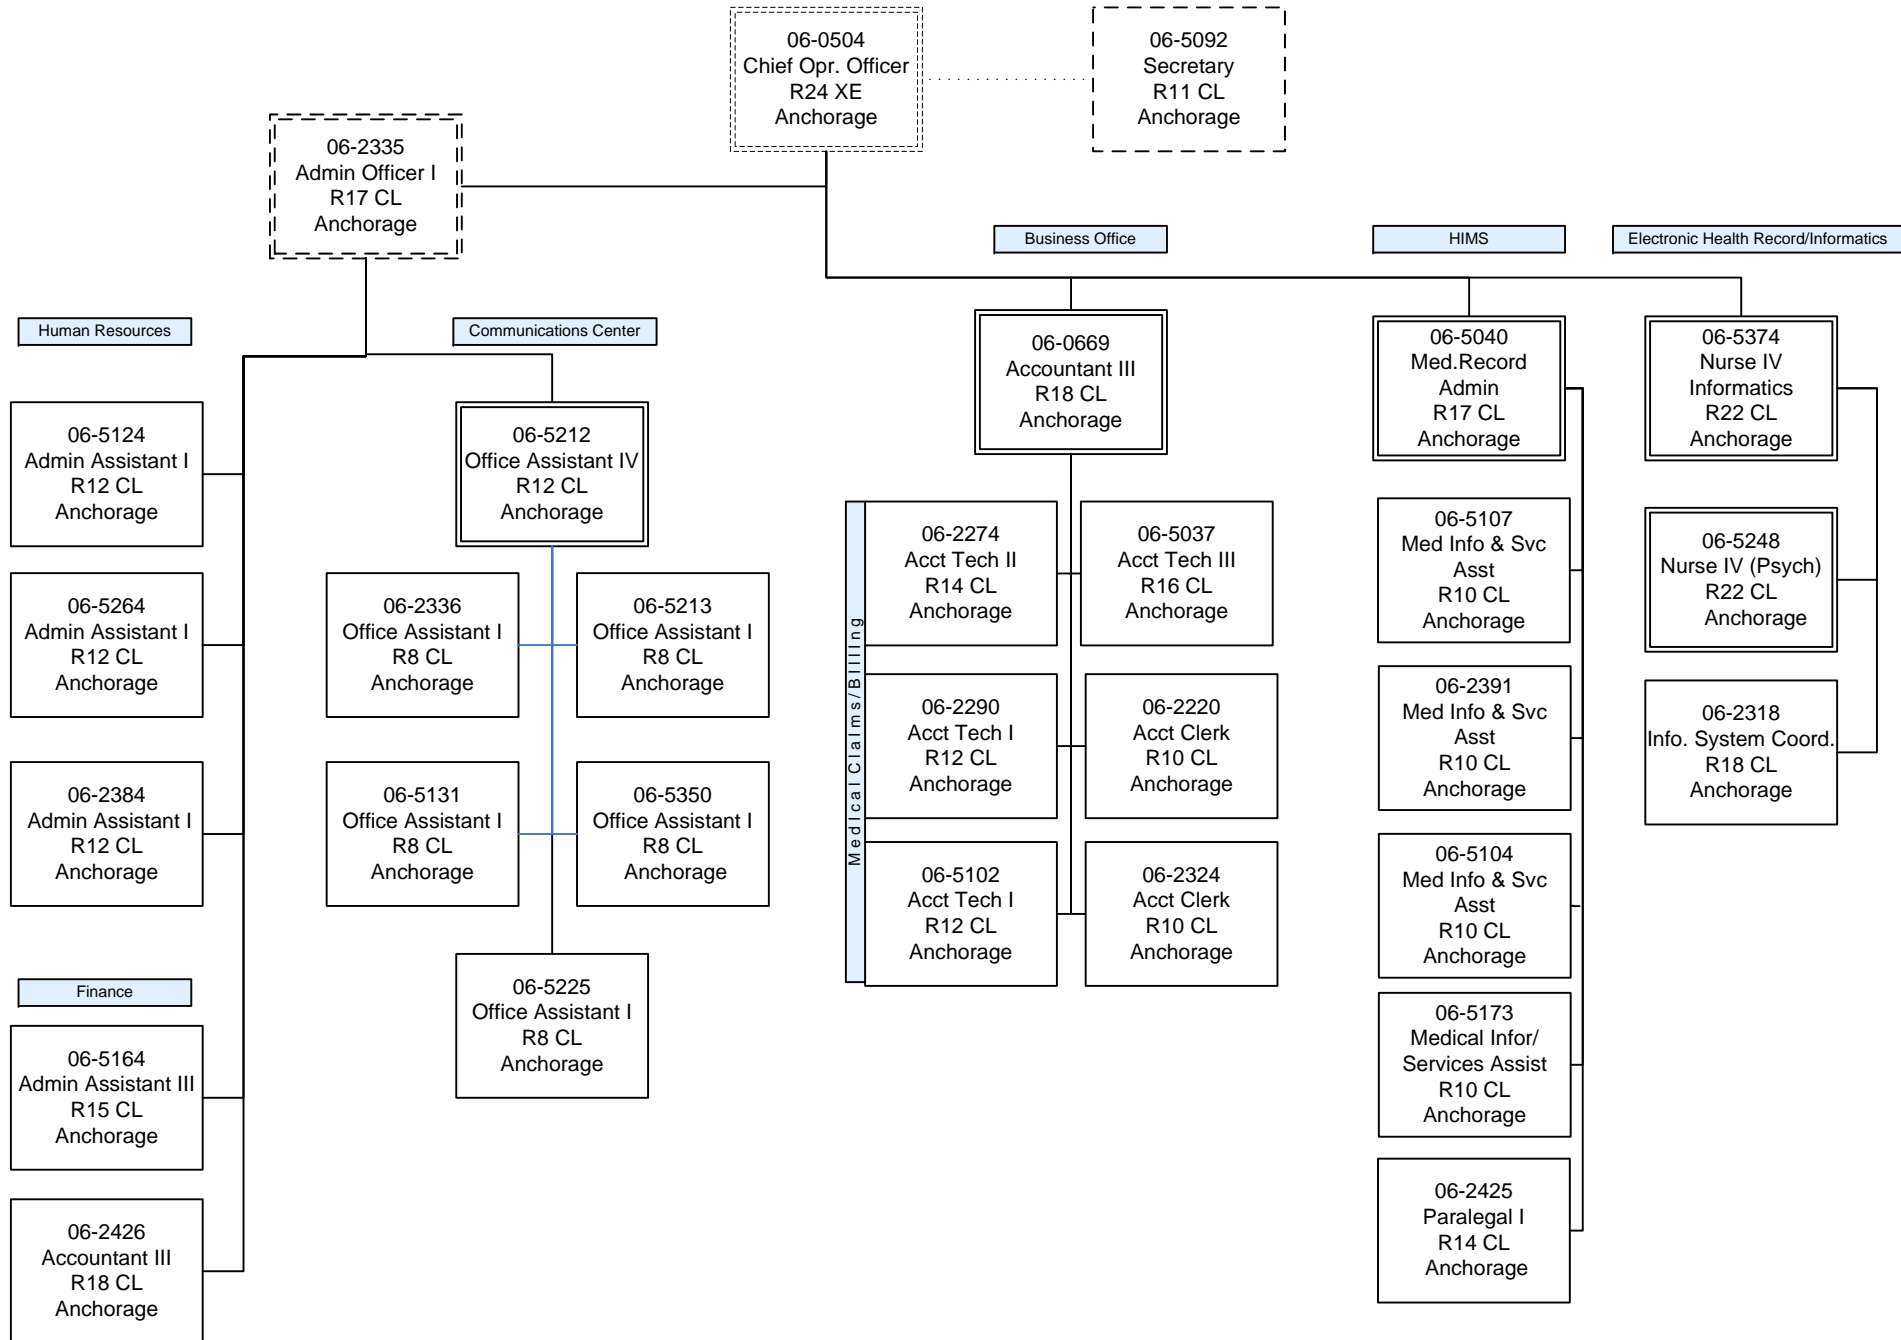 06-0504
Chief Opr. Officer
R24 XE
Anchorage
06-5092
Secretary
R11 CL
Anchorage
06-2335
Admin Officer I
R17 CL
Anchorage
Business Office
HIMS
Electronic Health Record/Informatics
Human Resources
Communications Center
06-0669
Accountant III
R18 CL
Anchorage
06-5040
Med.Record
Admin
R17 CL
Anchorage
06-5374
Nurse IV
Informatics
R22 CL
Anchorage
06-5124
Admin Assistant I
R12 CL
Anchorage
06-5212
Office Assistant IV
R12 CL
Anchorage
Medical Claims/Billing
06-2274
Acct Tech II
R14 CL
Anchorage
06-5037
Acct Tech III
R16 CL
Anchorage
06-5107
Med Info & Svc
Asst
R10 CL
Anchorage
06-5248
Nurse IV (Psych)
R22 CL
Anchorage
06-5264
Admin Assistant I
R12 CL
Anchorage
06-2336
Office Assistant I
R8 CL
Anchorage
06-5213
Office Assistant I
R8 CL
Anchorage
06-2290
Acct Tech I
R12 CL
Anchorage
06-2220
Acct Clerk
R10 CL
Anchorage
06-2391
Med Info & Svc
Asst
R10 CL
Anchorage
06-2318
Info. System Coord.
R18 CL
Anchorage
06-2384
Admin Assistant I
R12 CL
Anchorage
06-5131
Office Assistant I
R8 CL
Anchorage
06-5350
Office Assistant I
R8 CL
Anchorage
06-5102
Acct Tech I
R12 CL
Anchorage
06-2324
Acct Clerk
R10 CL
Anchorage
06-5104
Med Info & Svc
Asst
R10 CL
Anchorage
Finance
06-5225
Office Assistant I
R8 CL
Anchorage
06-5173
Medical Infor/
Services Assist
R10 CL
Anchorage
06-5164
Admin Assistant III
R15 CL
Anchorage
06-2425
Paralegal I
R14 CL
Anchorage
06-2426
Accountant III
R18 CL
Anchorage